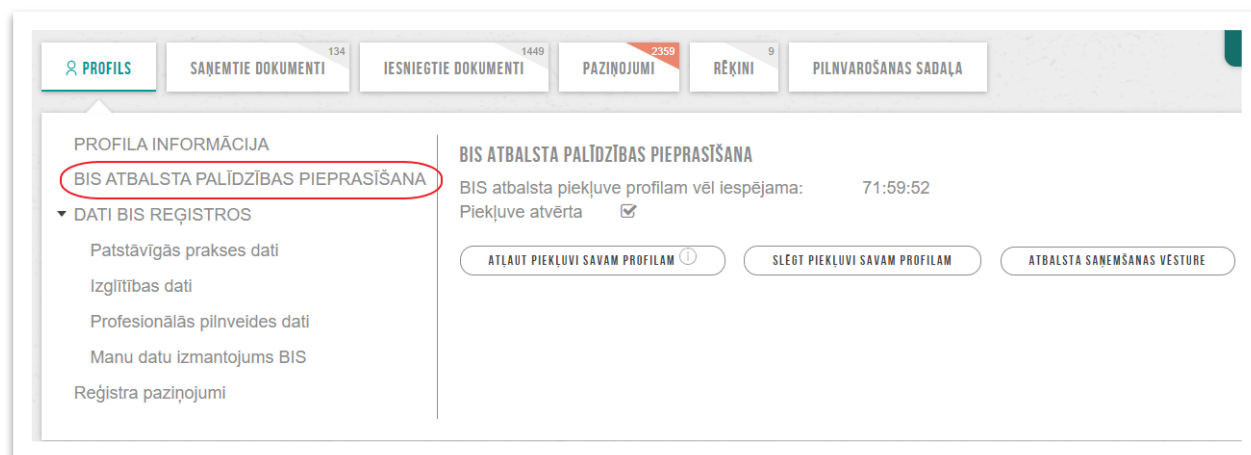 134
1449
2359
9
PROFILS
SAŅEMTIE DOKUMENTI
IESNIEGTIE DOKUMENTI
PAZIŅOJUMI
RĒĶINI
PILNVAROŠANAS SADAĻA
PROFILA INFORMĀCIJA
BIS ATBALSTA PALĪDZĪBAS PIEPRASĪŠANA
DATI BIS REĢISTROS
Patstāvīgās prakses dati
Izglītības dati
Profesionālās pilnveides dati
Manu datu izmantojums BIS
Reģistra paziņojumi
BIS ATBALSTA PALĪDZĪBAS PIEPRASĪŠANA
BIS atbalsta piekļuve profilam vēl iespējama: 71:59:52
Piekļuve atvērta
ATĻAUT PIEKĻUVI SAVAM PROFILAM
SLĒGT PIEKĻUVI SAVAM PROFILAM
ATBALSTA SAŅEMŠANAS VĒSTURE